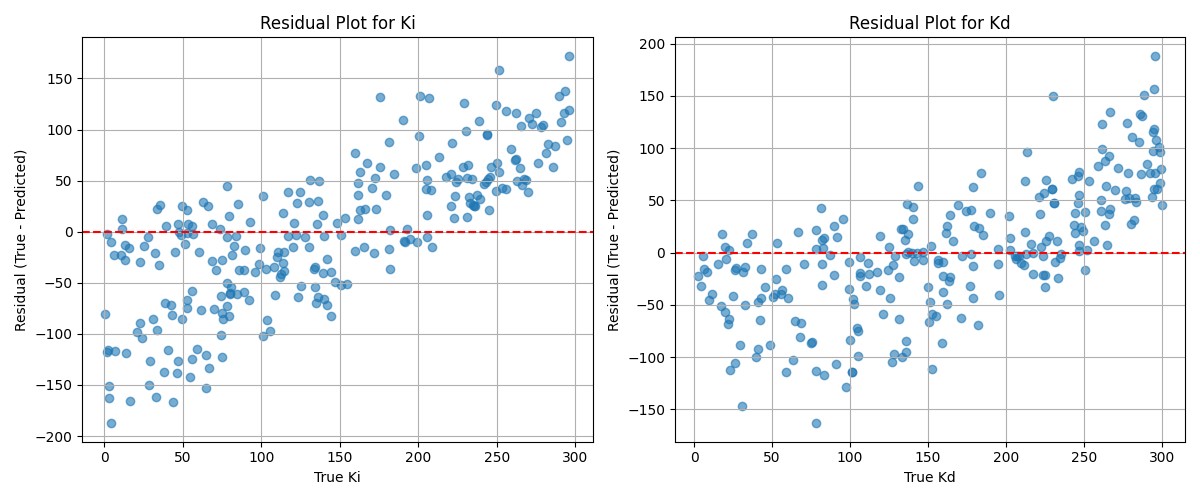 Residual Plot for Ki
Residual (True - Predicted)
150
100
50
0
−50
−100
−150
−200
0 50 100 150 200 250 300
True Ki
Residual Plot for Kd
Residual (True - Predicted)
200
150
100
50
0
−50
−100
−150
0 50 100 150 200 250 300
True Kd